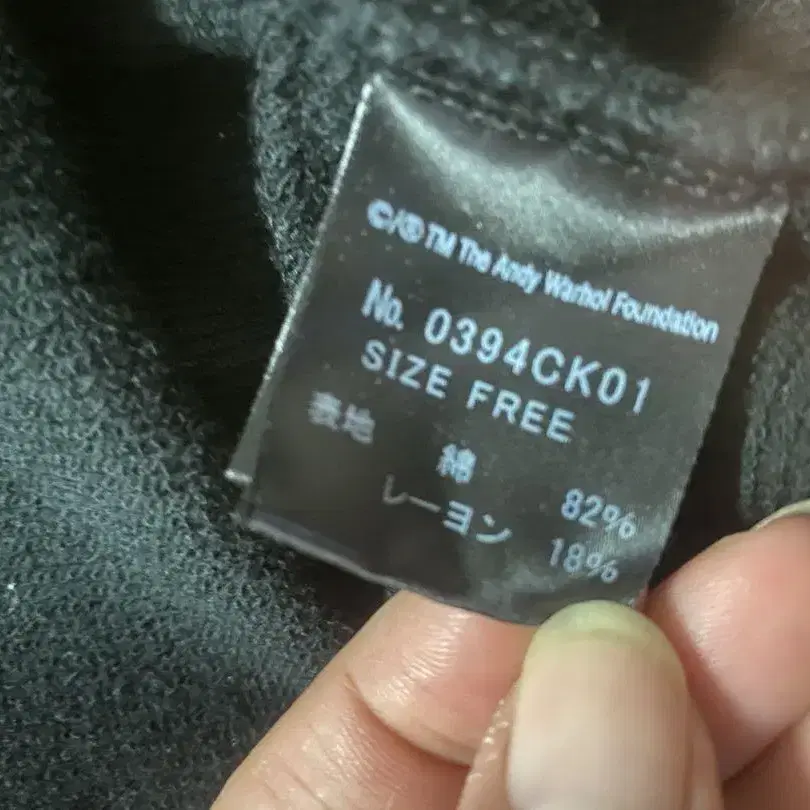 ©/®TM The Andy Warhol Foundation
No. 0394CK01
SIZE FREE
表地 綿 82%
レーヨン 18%